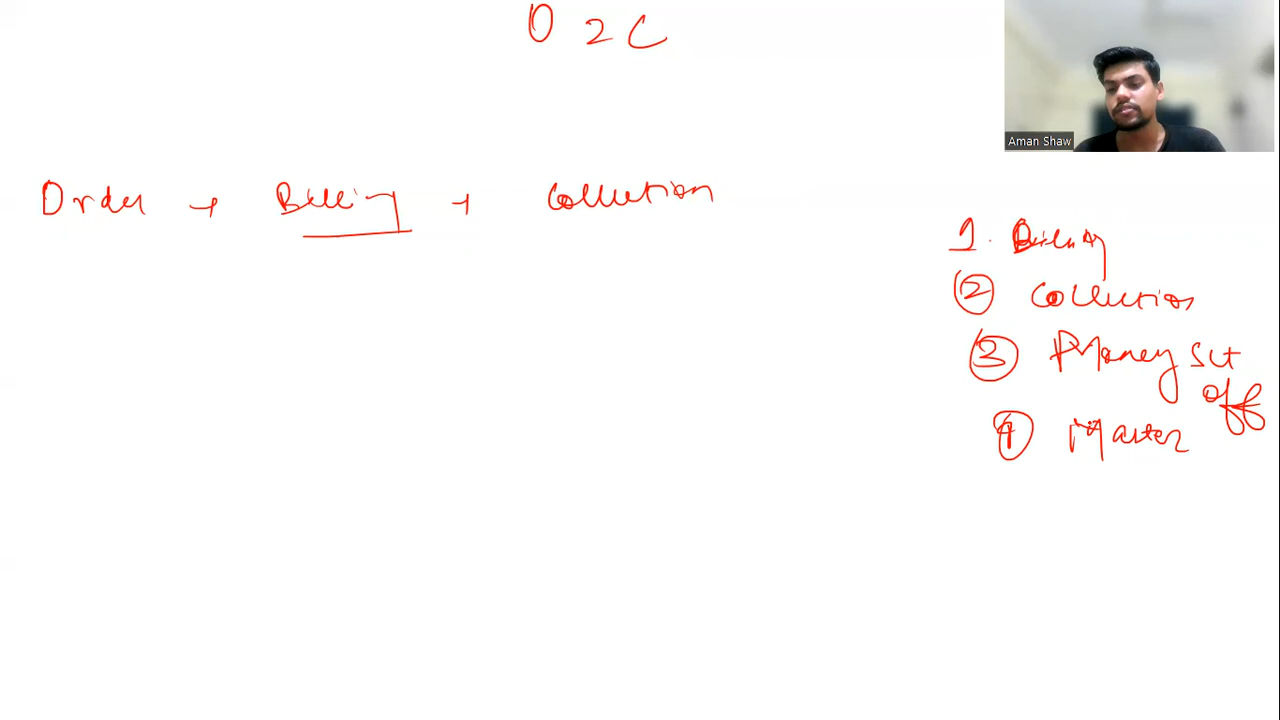 O 2 C
Aman Shaw
Order → Billing + Collection
1. Billing
② Collection
③ Money Set
off
④ Master